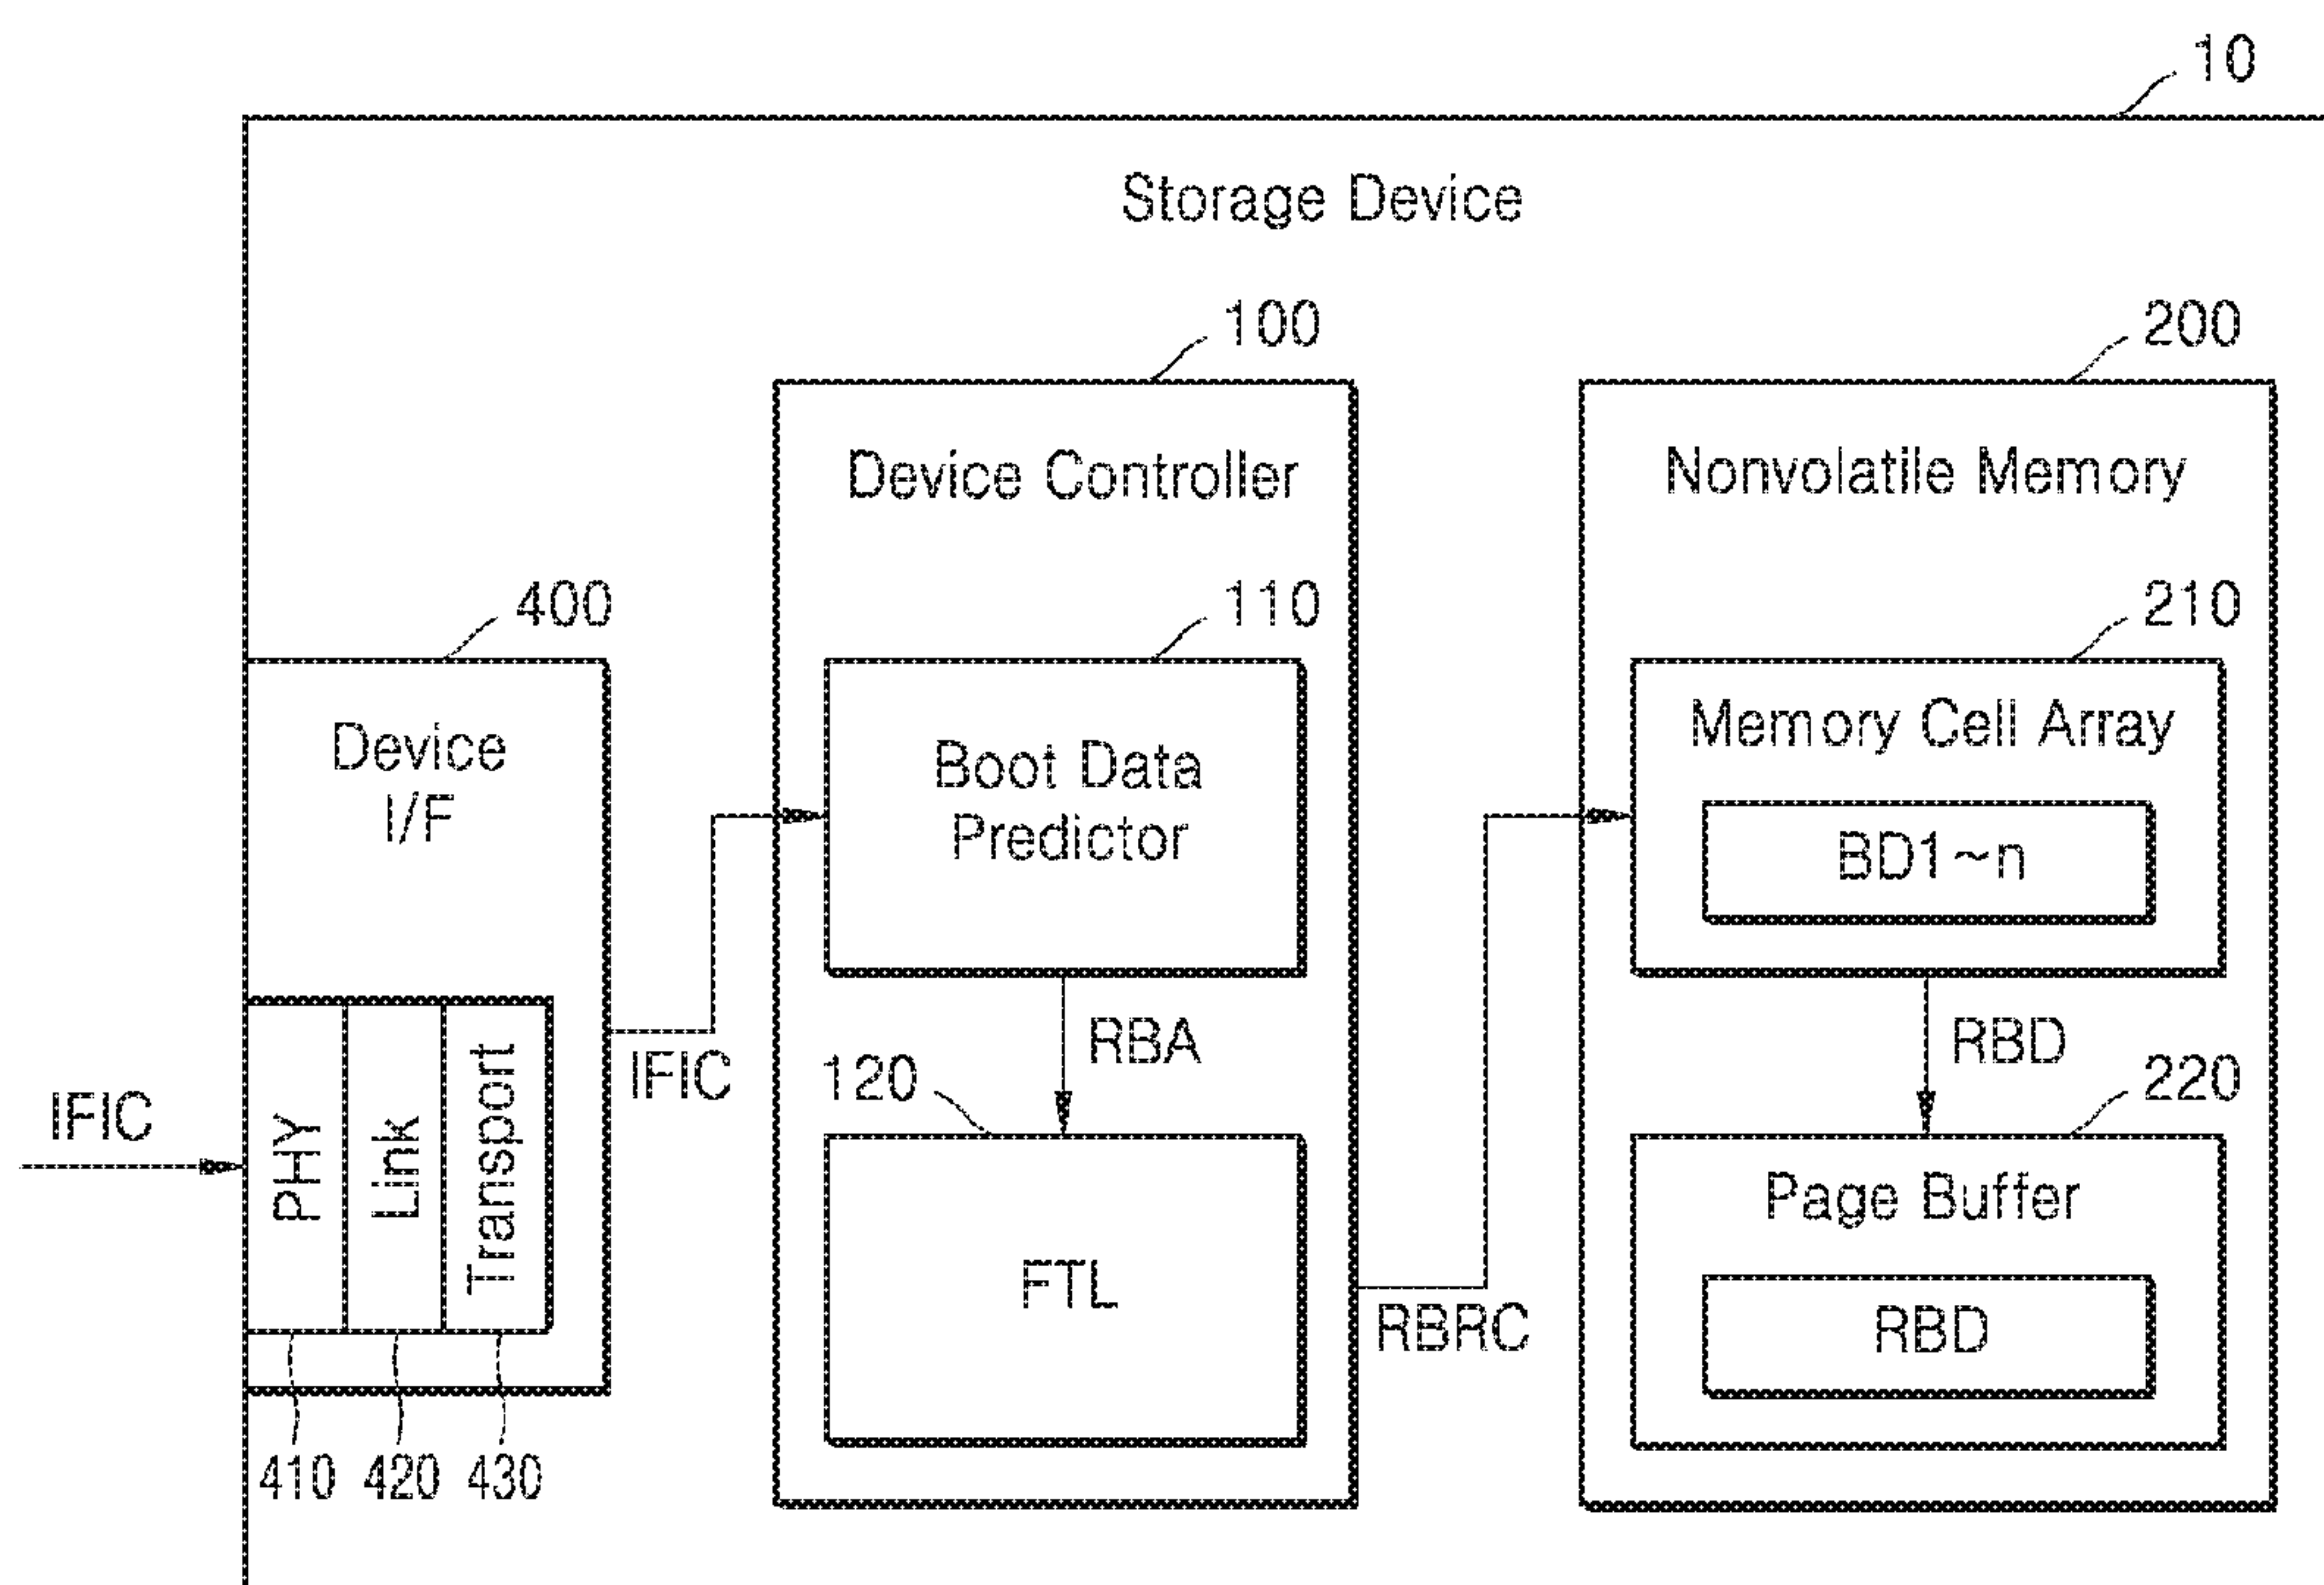 10
Storage Device
100
200
Device Controller
Nonvolatile Memory
400
110
210
Device
I/F
Boot Data
Predictor
Memory Cell Array
BD1~n
IFIC
PHY
Link
Transport
IFIC
RBA
120
FTL
RBRC
RBD
220
Page Buffer
RBD
410
420
430